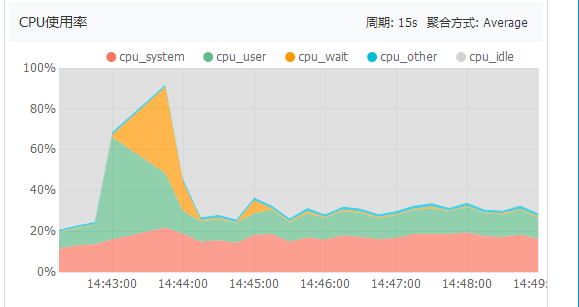 CPU使用率 周期: 15s 聚合方式: Average
cpu_system cpu_user cpu_wait cpu_other cpu_idle
100%
80%
60%
40%
20%
0%
14:43:00 14:44:00 14:45:00 14:46:00 14:47:00 14:48:00 14:49: